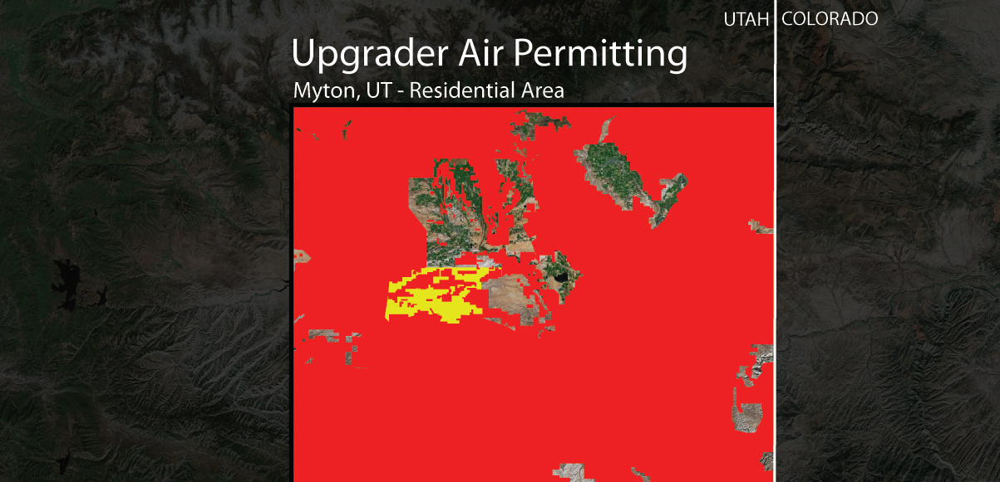 UTAH COLORADO
Upgrader Air Permitting
Myton, UT - Residential Area